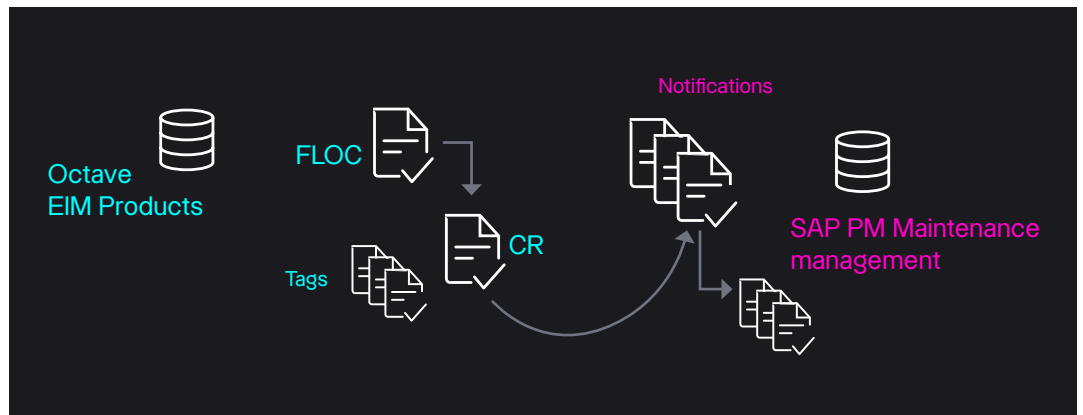 Octave
EIM Products
FLOC
CR
Tags
Notifications
SAP PM Maintenance
management